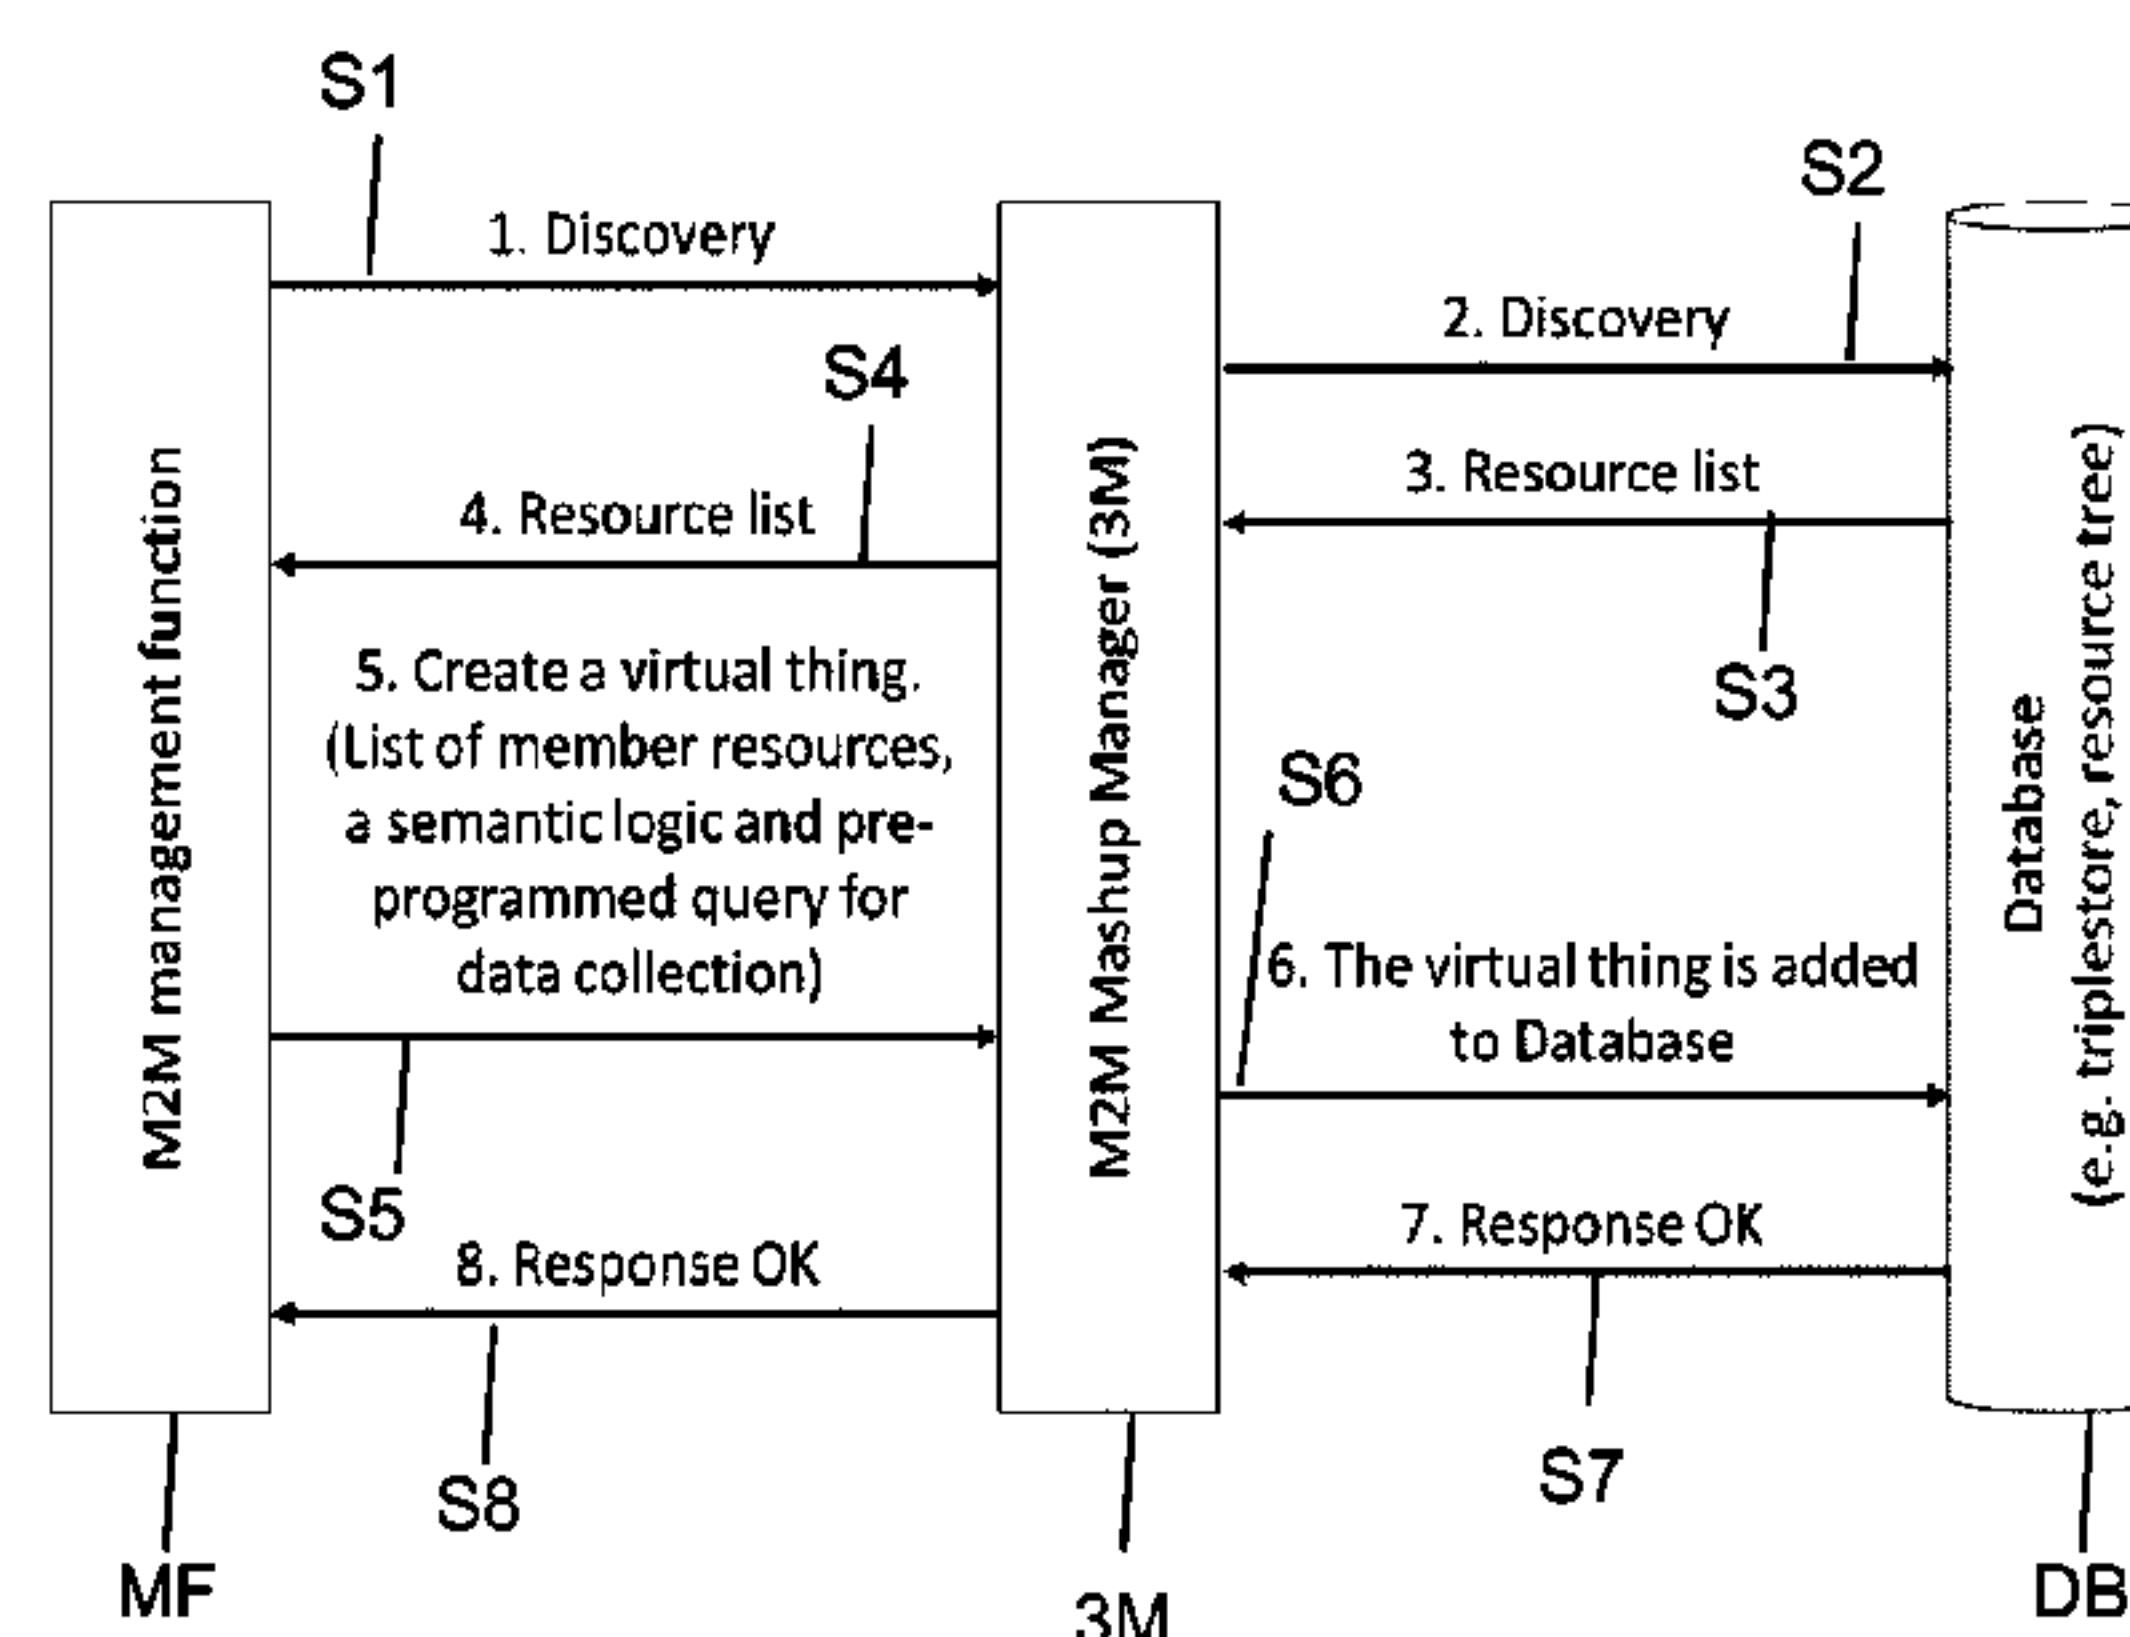 S1
S2
1. Discovery
2. Discovery
S4
3. Resource list
4. Resource list
S3
5. Create a virtual thing.
(List of member resources,
a semantic logic and pre-
programmed query for
data collection)
S6
6. The virtual thing is added
to Database
S5
7. Response OK
8. Response OK
S7
S8
M2M management function
M2M Mashup Manager (3M)
Database
(e.g. triplestore, resource tree)
MF
3M
DB